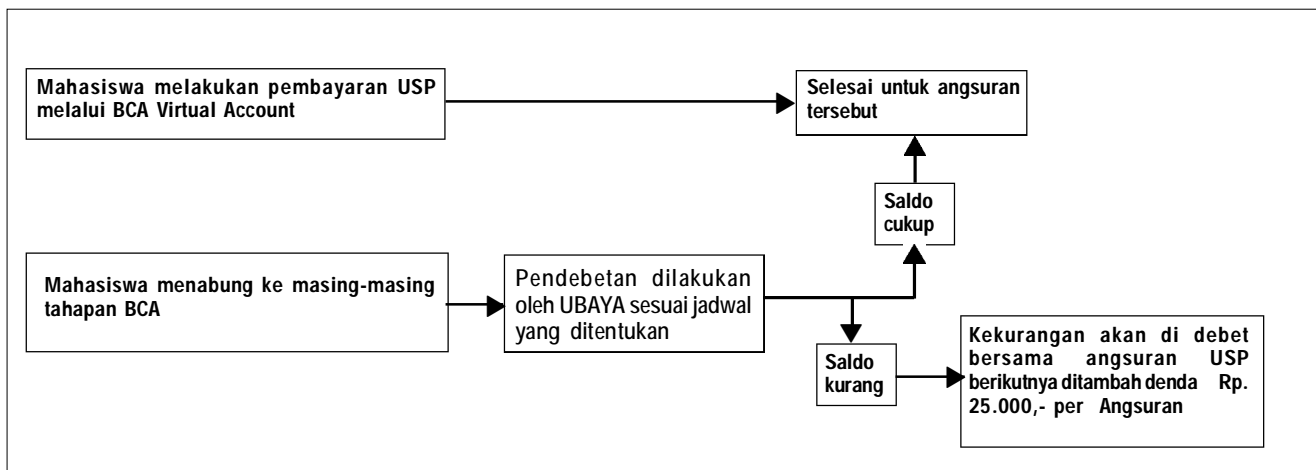 Mahasiswa melakukan pembayaran USP
melalui BCA Virtual Account
Selesai untuk angsuran
tersebut
Saldo
cukup
Mahasiswa menabung ke masing-masing
tahapan BCA
Pendebetan dilakukan
oleh UBAYA sesuai jadwal
yang ditentukan
Saldo
kurang
Kekurangan akan di debet
bersama angsuran USP
berikutnya ditambah denda Rp.
25.000,- per Angsuran